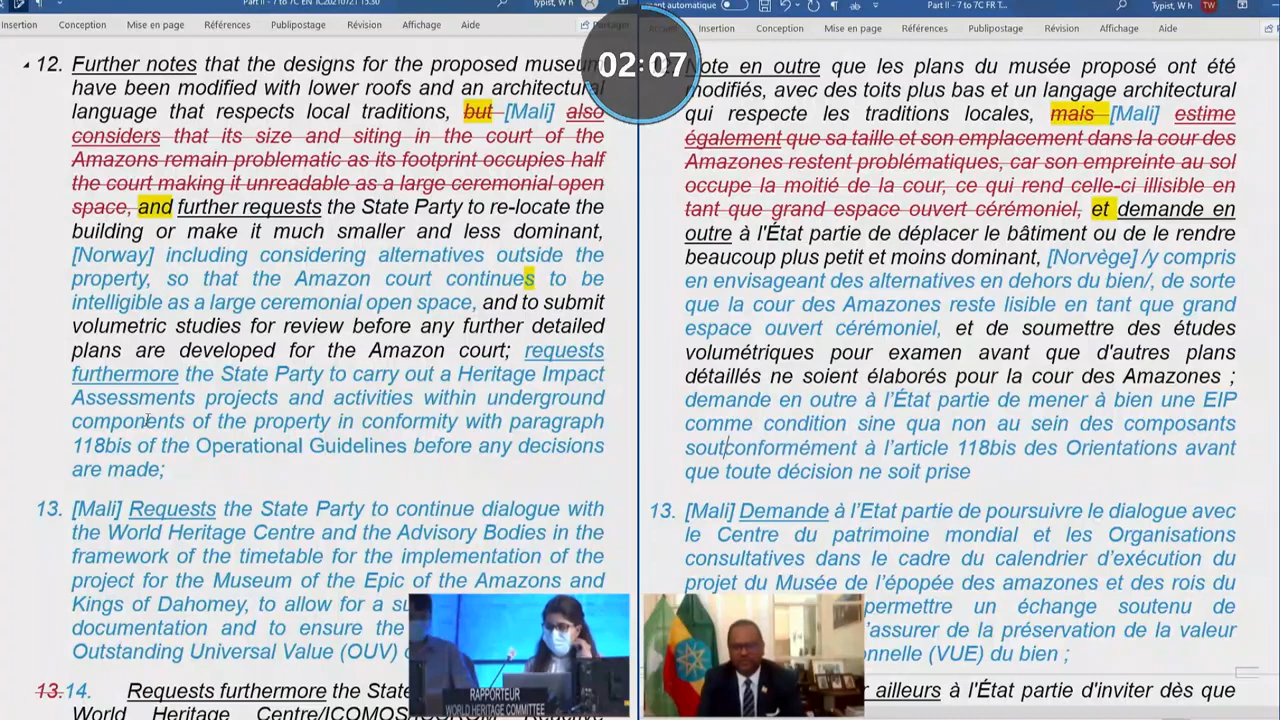 Part II - 7 to 7C EN
Typist, W h
Part II - 7 to 7C FR T...
Typist, W h TW
Insertion Conception Mise en page Références Publipostage Révision Affichage Aide Partager
Insertion Conception Mise en page Références Publipostage Révision Affichage Aide
02:07
12. Further notes that the designs for the proposed museum
have been modified with lower roofs and an architectural
language that respects local traditions, but [Mali] also
considers that its size and siting in the court of the
Amazons remain problematic as its footprint occupies half
the court making it unreadable as a large ceremonial open
space, and further requests the State Party to re-locate the
building or make it much smaller and less dominant,
[Norway] including considering alternatives outside the
property, so that the Amazon court continues to be
intelligible as a large ceremonial open space, and to submit
volumetric studies for review before any further detailed
plans are developed for the Amazon court; requests
furthermore the State Party to carry out a Heritage Impact
Assessments projects and activities within underground
components of the property in conformity with paragraph
118bis of the Operational Guidelines before any decisions
are made;
13. [Mali] Requests the State Party to continue dialogue with
the World Heritage Centre and the Advisory Bodies in the
framework of the timetable for the implementation of the
project for the Museum of the Epic of the Amazons and
Kings of Dahomey, to allow for a su
documentation and to ensure the
Outstanding Universal Value (OUV) o
13.14. Requests furthermore the State
World Heritage Centre/ICOMOS/ICCROM Reactive
Note en outre que les plans du musée proposé ont été
modifiés, avec des toits plus bas et un langage architectural
qui respecte les traditions locales, mais [Mali] estime
également que sa taille et son emplacement dans la cour des
Amazones restent problématiques, car son empreinte au sol
occupe la moitié de la cour, ce qui rend celle-ci illisible en
tant que grand espace ouvert cérémoniel, et demande en
outre à l'État partie de déplacer le bâtiment ou de le rendre
beaucoup plus petit et moins dominant, [Norvège] /y compris
en envisageant des alternatives en dehors du bien/, de sorte
que la cour des Amazones reste lisible en tant que grand
espace ouvert cérémoniel, et de soumettre des études
volumétriques pour examen avant que d'autres plans
détaillés ne soient élaborés pour la cour des Amazones ;
demande en outre à l’État partie de mener à bien une EIP
comme condition sine qua non au sein des composants
soutconformément à l’article 118bis des Orientations avant
que toute décision ne soit prise
13. [Mali] Demande à l’Etat partie de poursuivre le dialogue avec
le Centre du patrimoine mondial et les Organisations
consultatives dans le cadre du calendrier d’exécution du
projet du Musée de l’épopée des amazones et des rois du
permettre un échange soutenu de
’assurer de la préservation de la valeur
onnelle (VUE) du bien ;
ailleurs à l'État partie d'inviter dès que
RAPPORTEUR
WORLD HERITAGE COMMITTEE